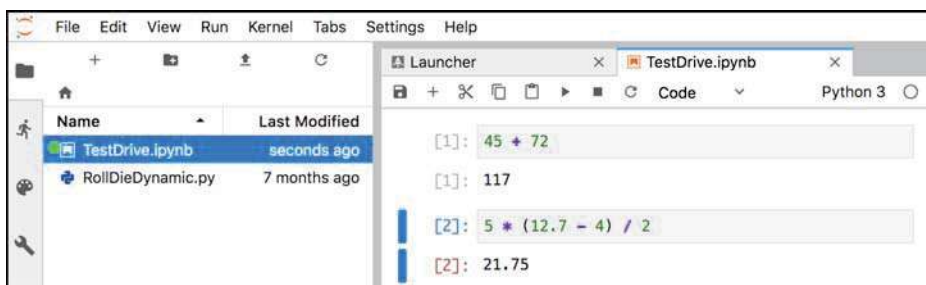 File Edit View Run Kernel Tabs Settings Help
Launcher
TestDrive.ipynb
Code
Python 3
Name
Last Modified
TestDrive.ipynb
seconds ago
RollDieDynamic.py
7 months ago
[1]: 45 + 72
[1]: 117
[2]: 5 * (12.7 - 4) / 2
[2]: 21.75